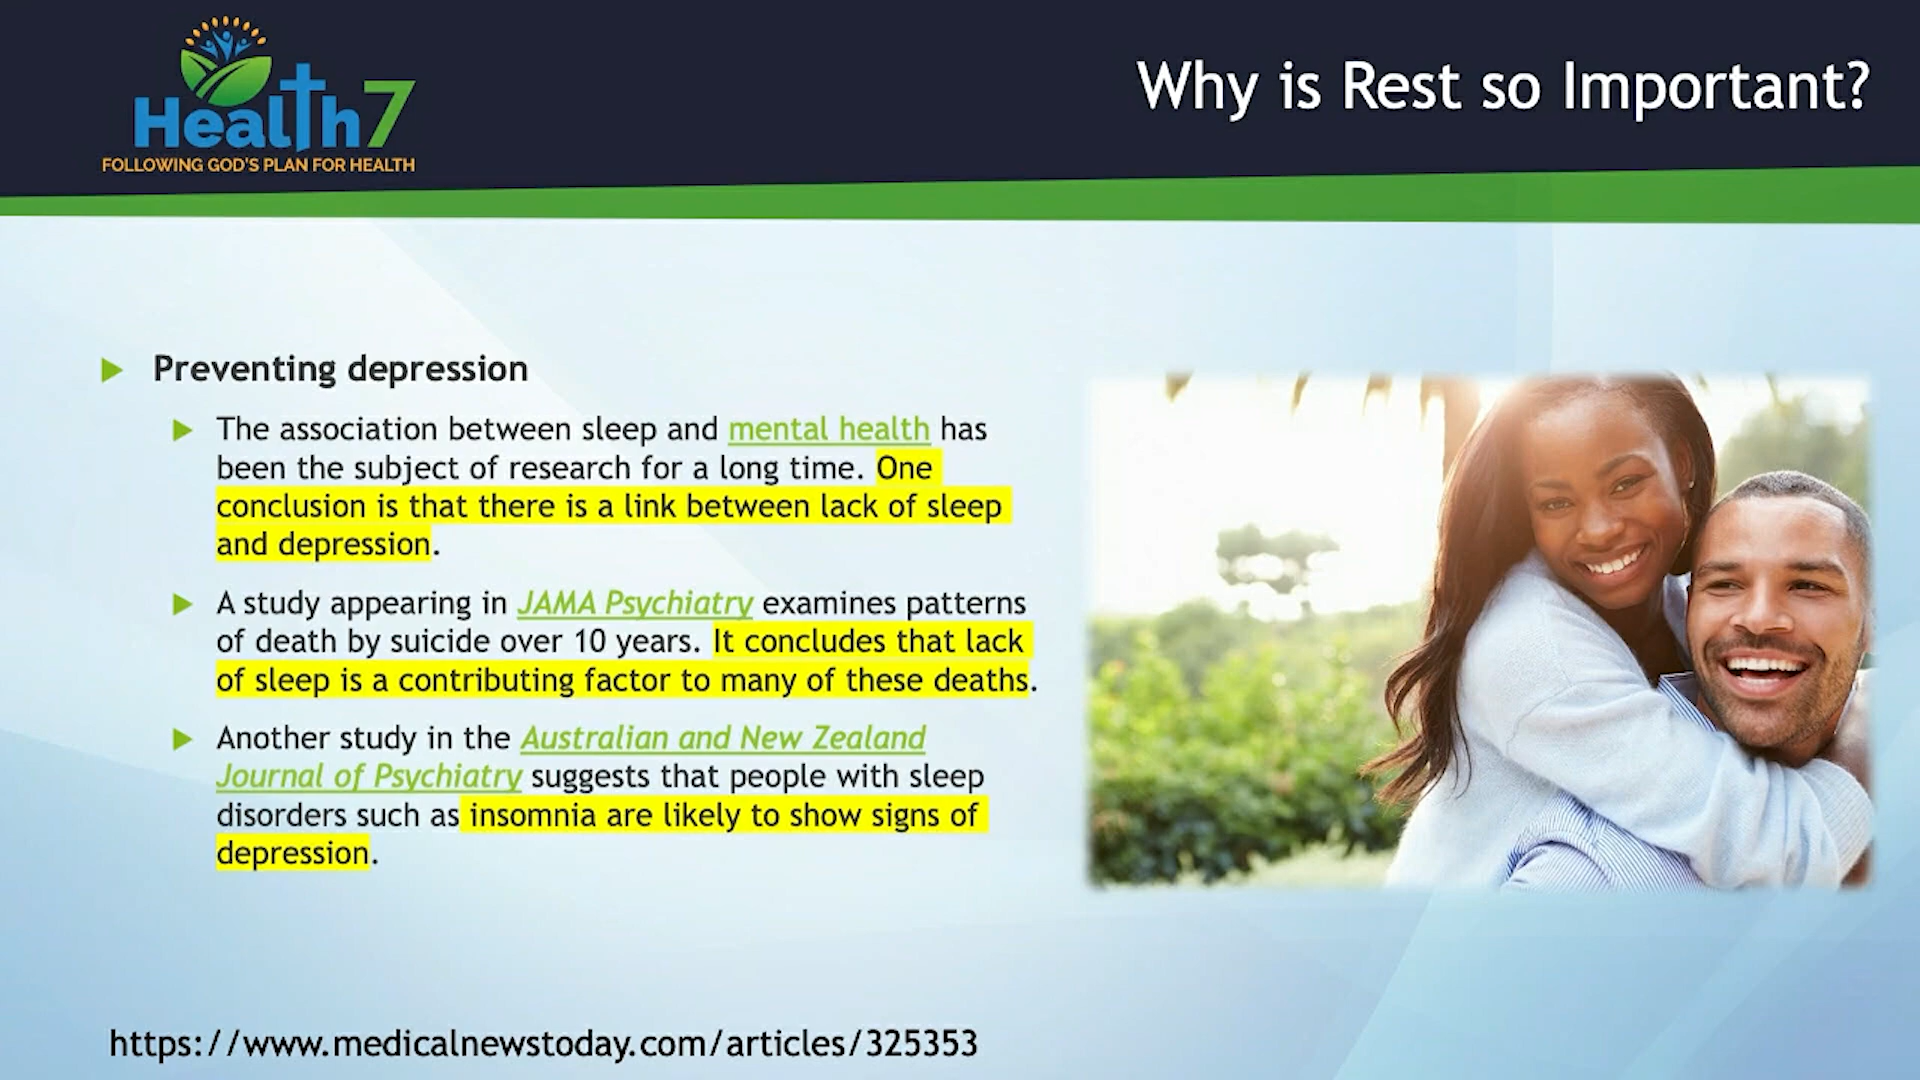 Health7
FOLLOWING GOD'S PLAN FOR HEALTH
Why is Rest so Important?
Preventing depression
The association between sleep and mental health has
been the subject of research for a long time. One
conclusion is that there is a link between lack of sleep
and depression.
A study appearing in JAMA Psychiatry examines patterns
of death by suicide over 10 years. It concludes that lack
of sleep is a contributing factor to many of these deaths.
Another study in the Australian and New Zealand
Journal of Psychiatry suggests that people with sleep
disorders such as insomnia are likely to show signs of
depression.
https://www.medicalnewstoday.com/articles/325353